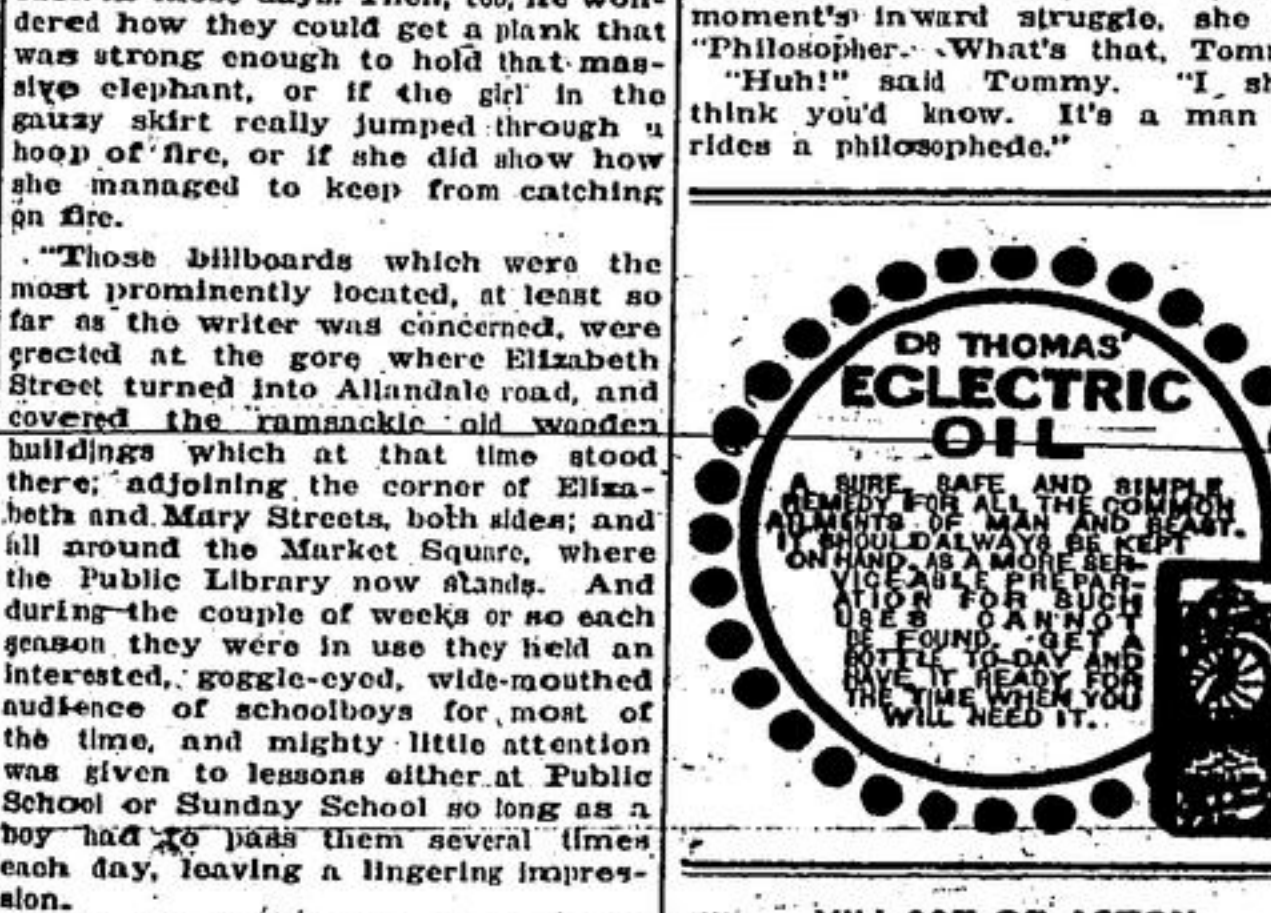 dered how they could get a plank that
was strong enough to hold that mas-
sive elephant, or if the girl in the
gauzy skirt really jumped through a
hoop of fire, or if she did show how
she managed to keep from catching
on fire.
"Those billboards which were the
most prominently located, at least so
far as the writer was concerned, were
erected at the gore where Elizabeth
Street turned into Allandale road, and
covered the ramsackle old wooden
buildings which at that time stood
there; adjoining the corner of Eliza-
beth and Mary Streets, both sides; and
all around the Market Square, where
the Public Library now stands. And
during the couple of weeks or so each
season they were in use they held an
interested, goggle-eyed, wide-mouthed
audience of schoolboys for most of
the time, and mighty little attention
was given to lessons either at Public
School or Sunday School so long as a
boy had to pass them several times
each day, leaving a lingering impres-
sion.
moment's inward struggle, she
"Philosopher. What's that, Tom
"Huh!" said Tommy. "I sh
think you'd know. It's a man
rides a philosophede."
DR THOMAS'
ECLECTRIC
OIL
A SURE, SAFE AND SIMPLE
REMEDY FOR ALL THE COMMON
AILMENTS OF MAN AND BEAST.
IT SHOULD ALWAYS BE KEPT
ON HAND, AS A MORE SER-
VICEABLE PREPAR-
ATION FOR SUCH
USES CANNOT
BE FOUND. GET A
BOTTLE TO-DAY AND
HAVE IT READY FOR
THE TIME WHEN YOU
WILL NEED IT.